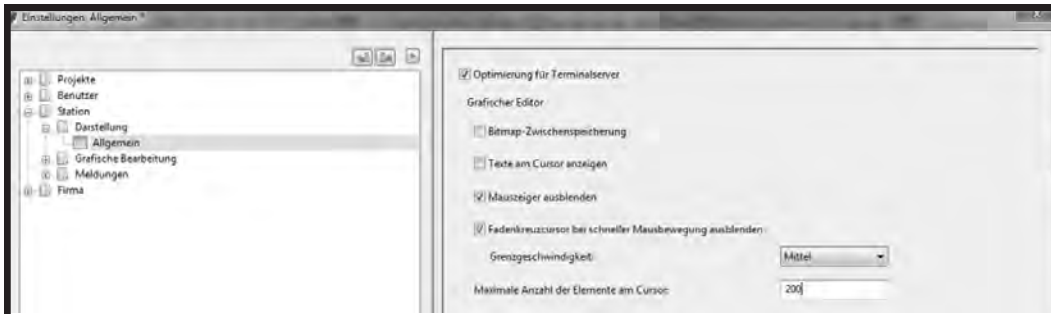 Einstellungen: Allgemein *
Projekte
Benutzer
Station
Darstellung
Allgemein
Grafische Bearbeitung
Meldungen
Firma
Optimierung für Terminalserver
Grafischer Editor
Bitmap-Zwischenspeicherung
Texte am Cursor anzeigen
Mauszeiger ausblenden
Fadenkreuzcursor bei schneller Mausbewegung ausblenden
Grenzgeschwindigkeit: Mittel
Maximale Anzahl der Elemente am Cursor: 200